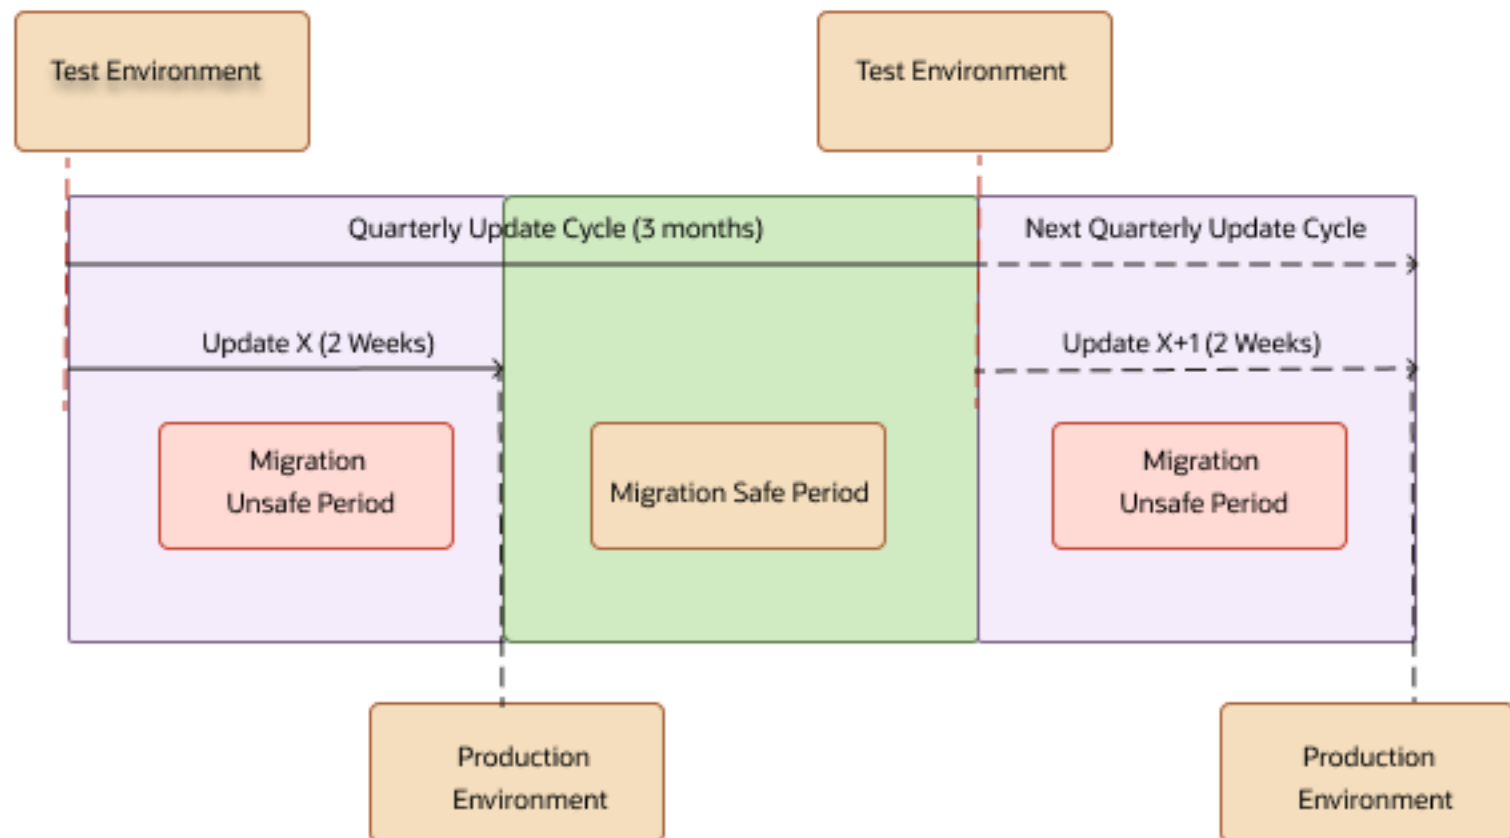 Test Environment
Test Environment
Quarterly Update Cycle (3 months)
Next Quarterly Update Cycle
Update X (2 Weeks)
Update X+1 (2 Weeks)
Migration
Unsafe Period
Migration Safe Period
Migration
Unsafe Period
Production
Environment
Production
Environment